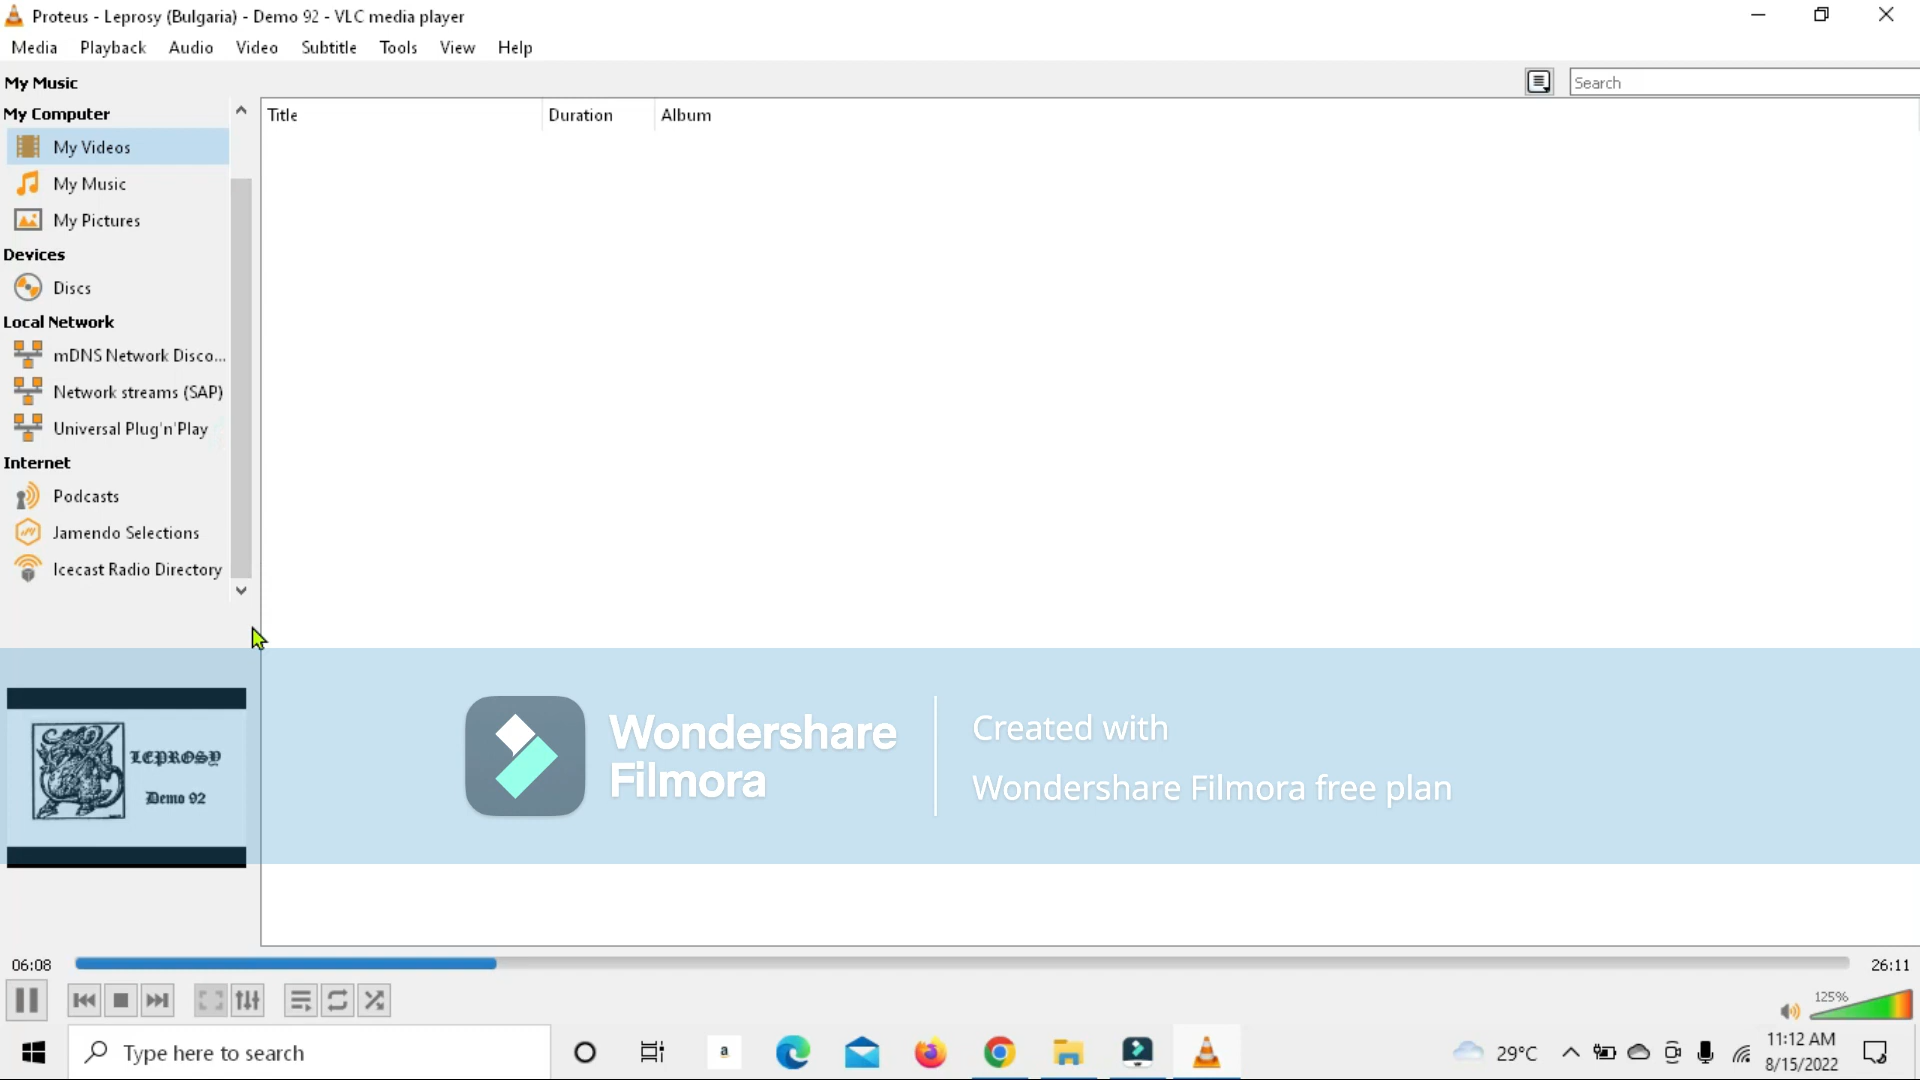 Proteus - Leprosy (Bulgaria) - Demo 92 - VLC media player
Media Playback Audio Video Subtitle Tools View Help
My Music
Search
My Computer
Title Duration Album
My Videos
My Music
My Pictures
Devices
Discs
Local Network
mDNS Network Disco...
Network streams (SAP)
Universal Plug'n'Play
Internet
Podcasts
Jamendo Selections
Icecast Radio Directory
LEPROSY
Demo 92
Wondershare
Filmora
Created with
Wondershare Filmora free plan
06:08
26:11
125%
Type here to search
a
29°C
11:12 AM
8/15/2022